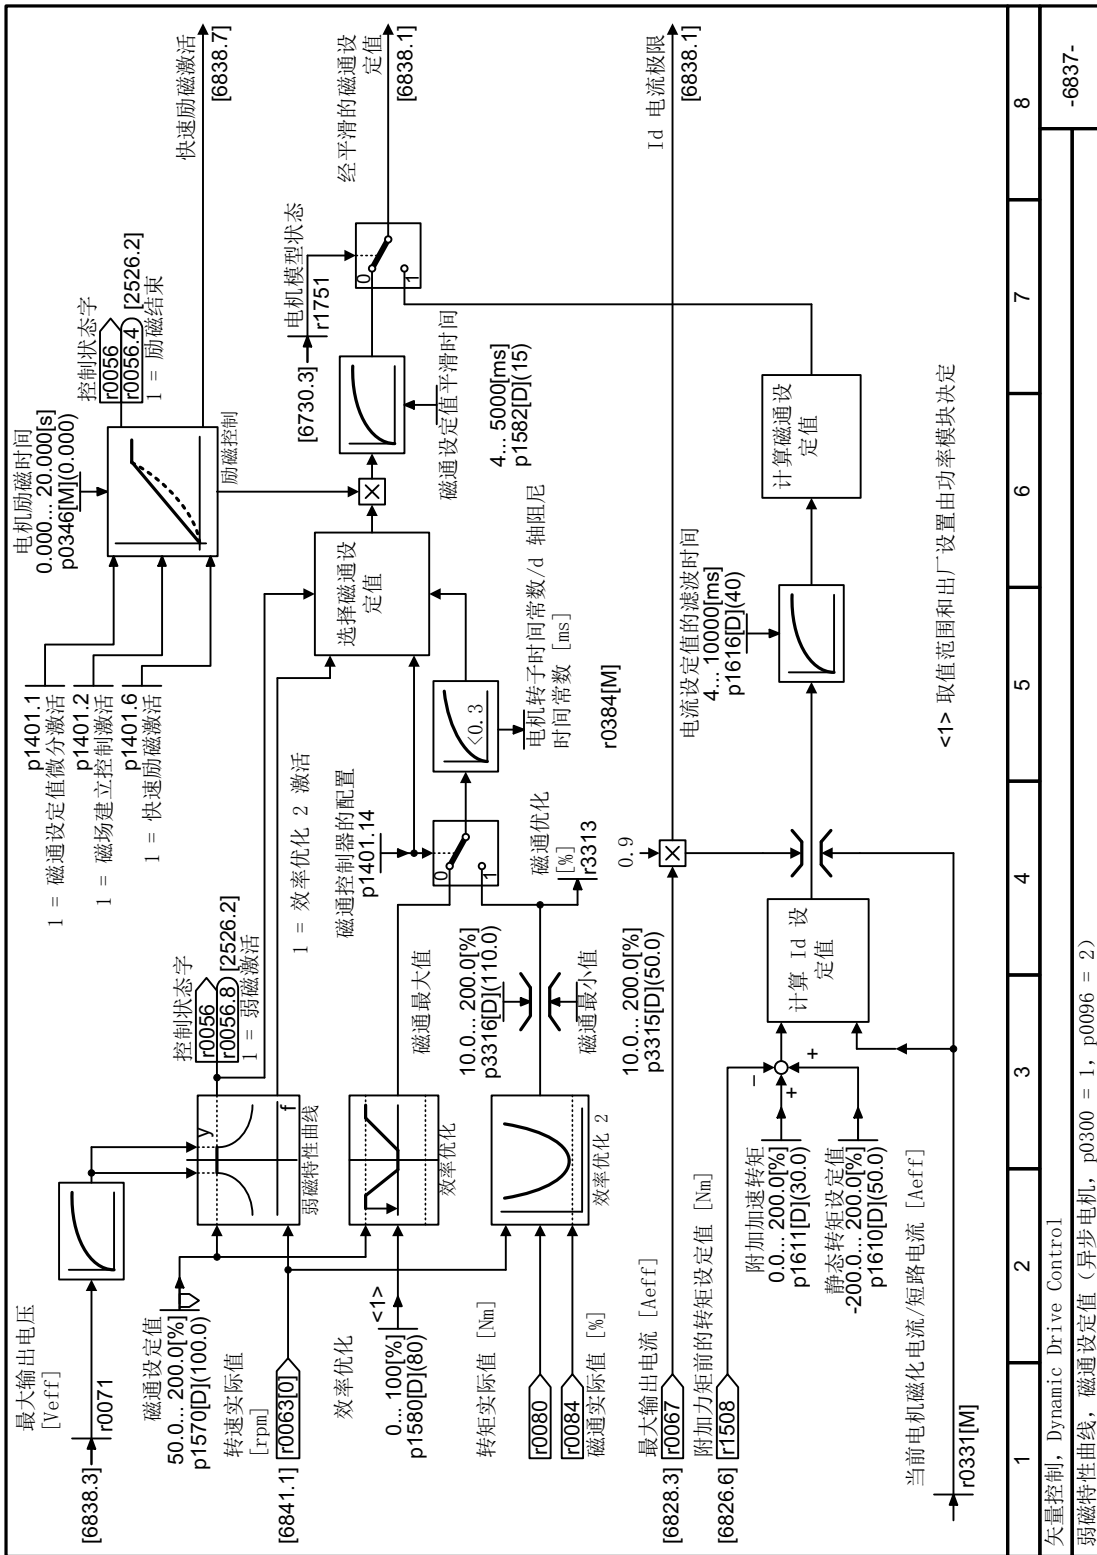 最大输出电压
[Veff]
[6838.3]
r0071
磁通设定值
50.0... 200.0[%]
p1570[D](100.0)
转速实际值
[rpm]
[6841.1]
r0063[0]
效率优化
<1>
0... 100[%]
p1580[D](80)
转矩实际值 [Nm]
r0080
r0084
磁通实际值 [%]
最大输出电流 [Aeff]
[6828.3]
r0067
附加力矩前的转矩设定值 [Nm]
[6826.6]
r1508
附加加速转矩
0.0... 200.0[%]
p1611[D](30.0)
静态转矩设定值
-200.0... 200.0[%]
p1610[D](50.0)
当前电机磁化电流/短路电流 [Aeff]
r0331[M]
y
f
弱磁特性曲线
效率优化
效率优化 2
控制状态字
r0056
r0056.8
[2526.2]
1 = 弱磁激活
p1401.1
1 = 磁通设定值微分激活
p1401.2
1 = 磁场建立控制激活
p1401.6
1 = 快速励磁激活
1 = 效率优化 2 激活
磁通控制器的配置
p1401.14
0
1
磁通最大值
10.0... 200.0[%]
p3316[D](110.0)
磁通最小值
10.0... 200.0[%]
p3315[D](50.0)
磁通优化
[%]
r3313
<0.3
电机转子时间常数/d 轴阻尼
时间常数 [ms]
r0384[M]
选择磁通设
定值
电机励磁时间
0.000... 20.000[s]
p0346[M](0.000)
励磁控制
控制状态字
r0056
r0056.4
[2526.2]
1 = 励磁结束
[6730.3]
电机模型状态
r1751
磁通设定值平滑时间
4... 5000[ms]
p1582[D](15)
0
1
快速励磁激活
[6838.7]
经平滑的磁通设
定值
[6838.1]
0.9
Id 电流极限
[6838.1]
−
+
+
计算 Id 设
定值
电流设定值的滤波时间
4... 10000[ms]
p1616[D](40)
计算磁通设
定值
<1> 取值范围和出厂设置由功率模块决定
1 2 3 4 5 6 7 8
矢量控制, Dynamic Drive Control
弱磁特性曲线, 磁通设定值 (异步电机, p0300 = 1, p0096 = 2)
-6837-